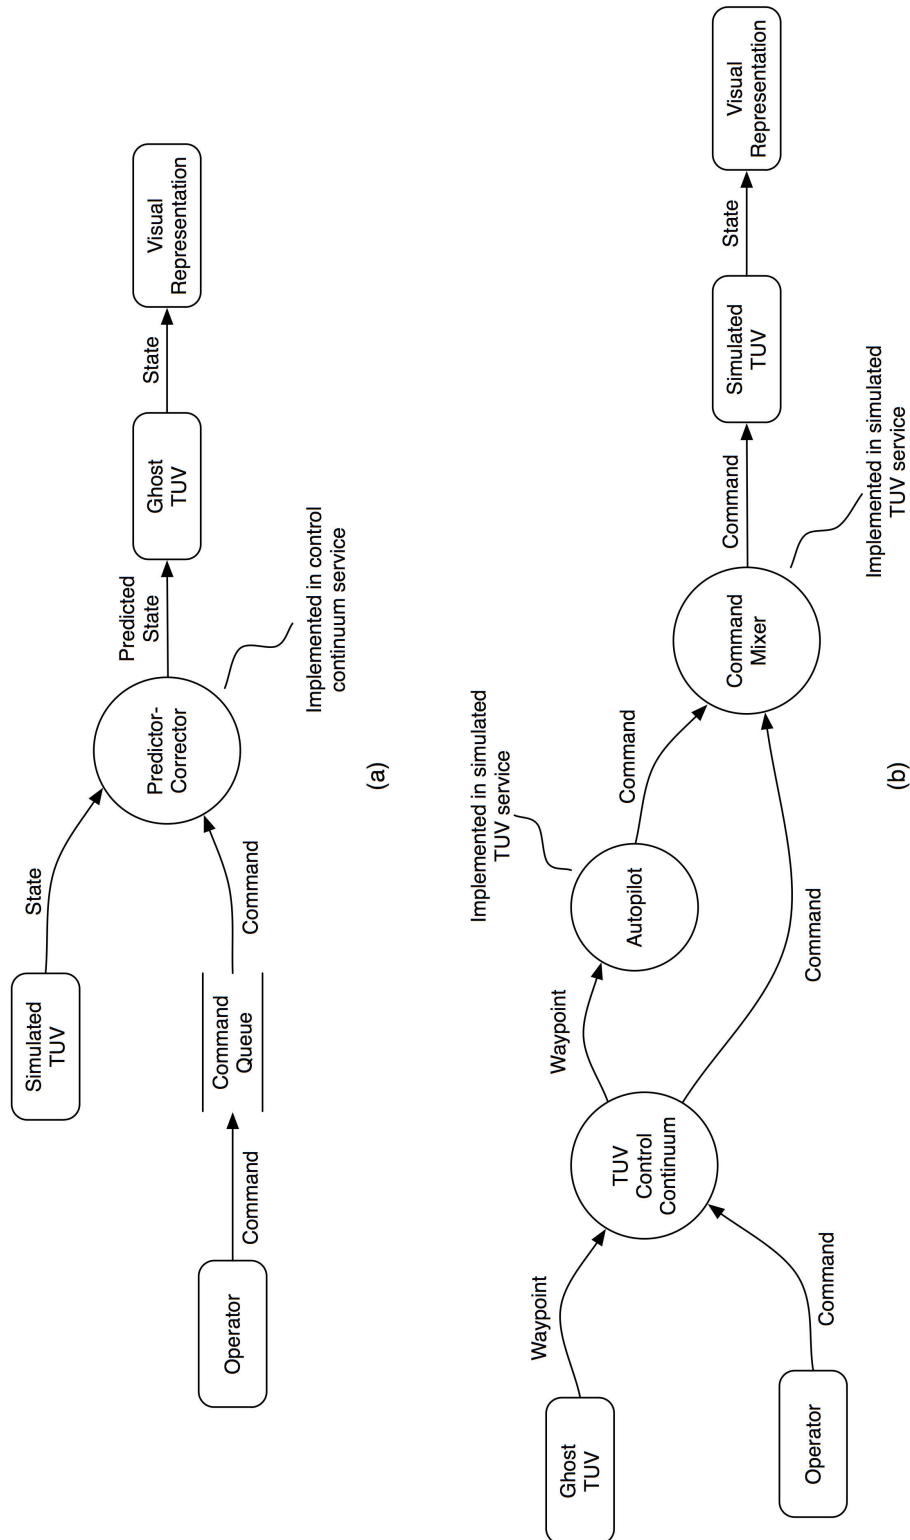 Simulated
TUV
State
Operator
Command
Command
Queue
Command
Predictor-
Corrector
Predicted
State
Ghost
TUV
State
Visual
Representation
Implemented in control
continuum service
(a)
Ghost
TUV
Waypoint
Operator
Command
TUV
Control
Continuum
Waypoint
Autopilot
Implemented in simulated
TUV service
Command
Command
Command
Mixer
Implemented in simulated
TUV service
Command
Simulated
TUV
State
Visual
Representation
(b)